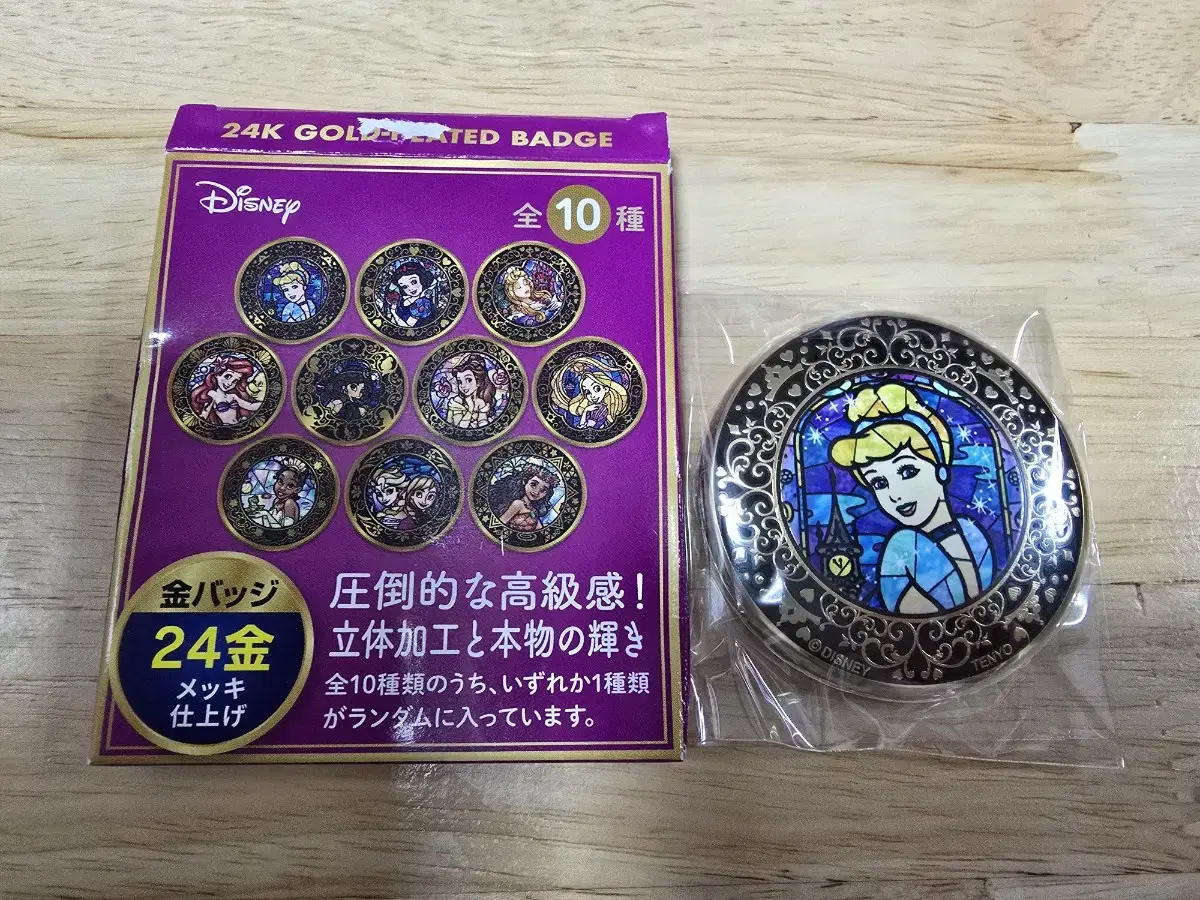 24K GOLD-PLATED BADGE
Disney
全10種
金バッジ
24金
メッキ
仕上げ
圧倒的な高級感！
立体加工と本物の輝き
全10種類のうち、いずれか1種類
がランダムに入っています。
© DISNEY
TENYO